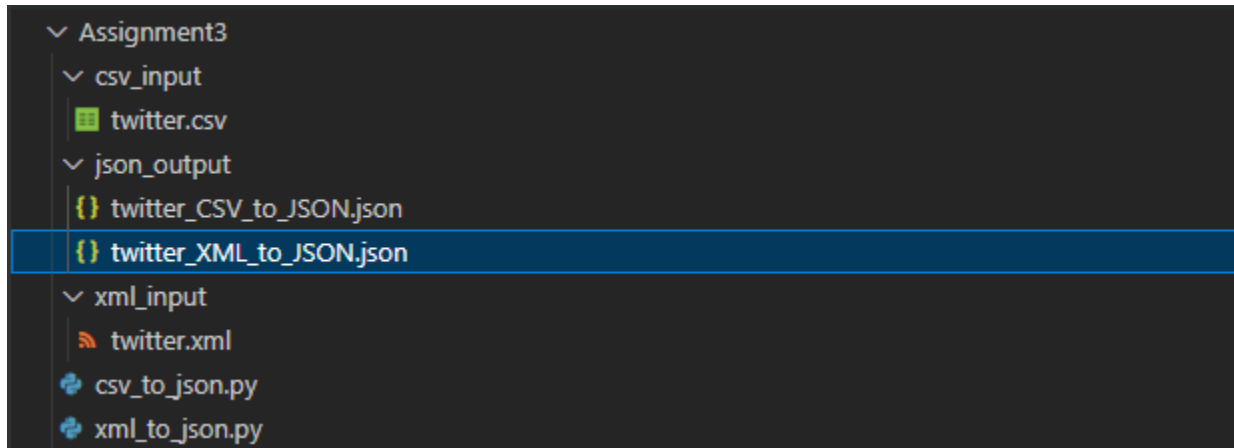 Assignment3
csv_input
twitter.csv
json_output
{} twitter_CSV_to_JSON.json
{} twitter_XML_to_JSON.json
xml_input
twitter.xml
csv_to_json.py
xml_to_json.py